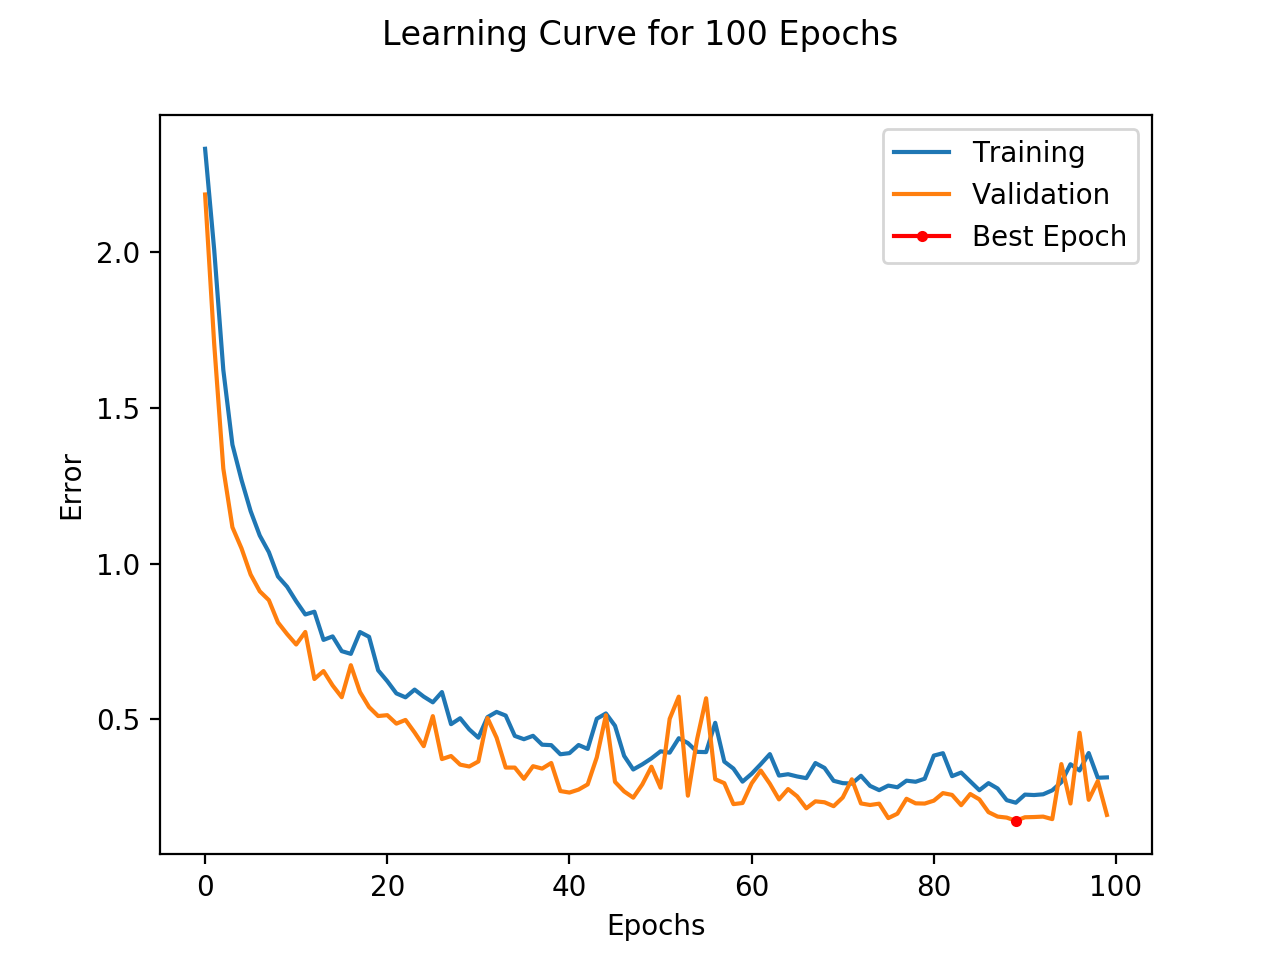 Learning Curve for 100 Epochs
Training
Validation
Best Epoch
2.0
1.5
1.0
0.5
Error
0 20 40 60 80 100
Epochs